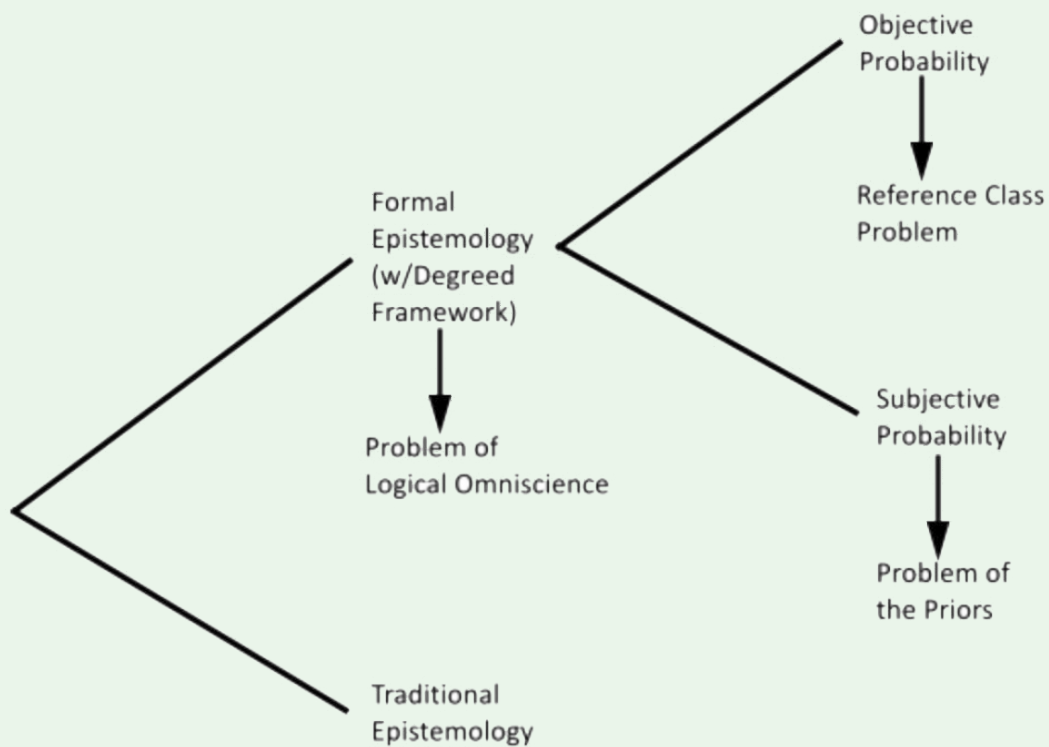 Objective
Probability
Reference Class
Problem
Formal
Epistemology
(w/Degreed
Framework)
Problem of
Logical Omniscience
Subjective
Probability
Problem of
the Priors
Traditional
Epistemology